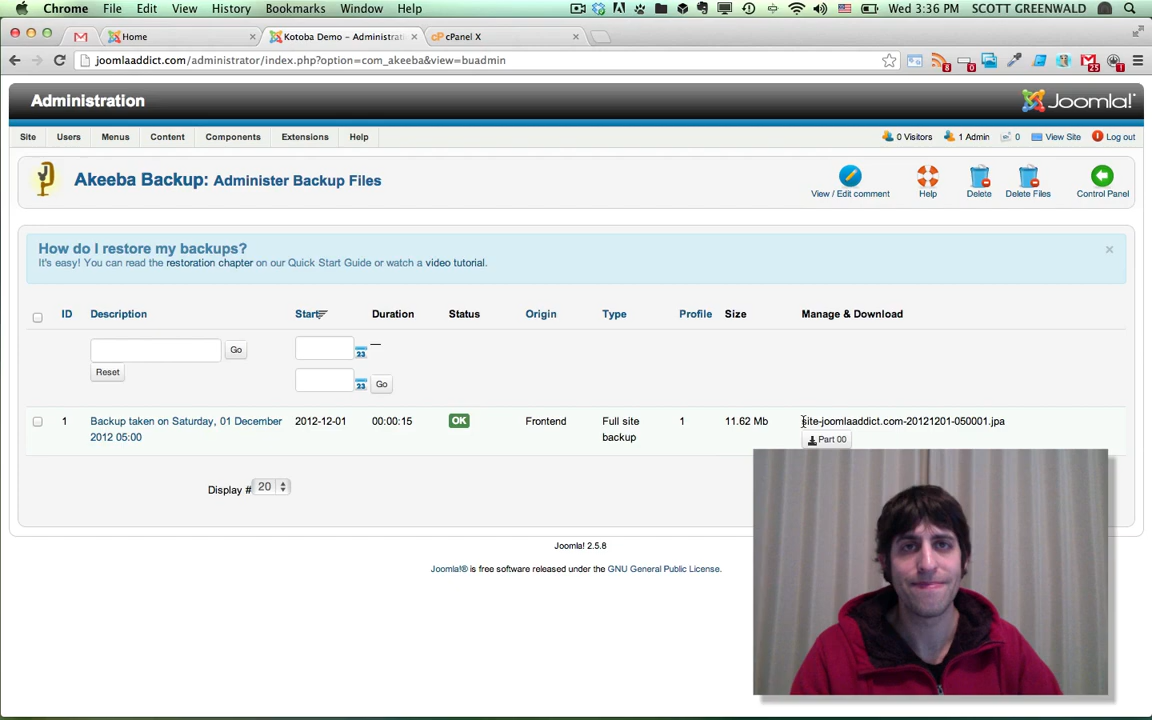 Chrome File Edit View History Bookmarks Window Help Wed 3:36 PM SCOTT GREENWALD
Home Kotoba Demo - Administrati cPanel X
joomlaaddict.com/administrator/index.php?option=com_akeeba&view=buadmin
Administration Joomla!
Site Users Menus Content Components Extensions Help 0 Visitors 1 Admin 0 View Site Log out
Akeeba Backup: Administer Backup Files
View / Edit comment Help Delete Delete Files Control Panel
How do I restore my backups?
It's easy! You can read the restoration chapter on our Quick Start Guide or watch a video tutorial.
ID Description Start Duration Status Origin Type Profile Size Manage & Download
Go 23 —
Reset
23 Go
1 Backup taken on Saturday, 01 December 2012-12-01 00:00:15 OK Frontend Full site 1 11.62 Mb site-joomlaaddict.com-20121201-050001.jpa
2012 05:00 backup Part 00
Display # 20
Joomla! 2.5.8
Joomla!® is free software released under the GNU General Public License.